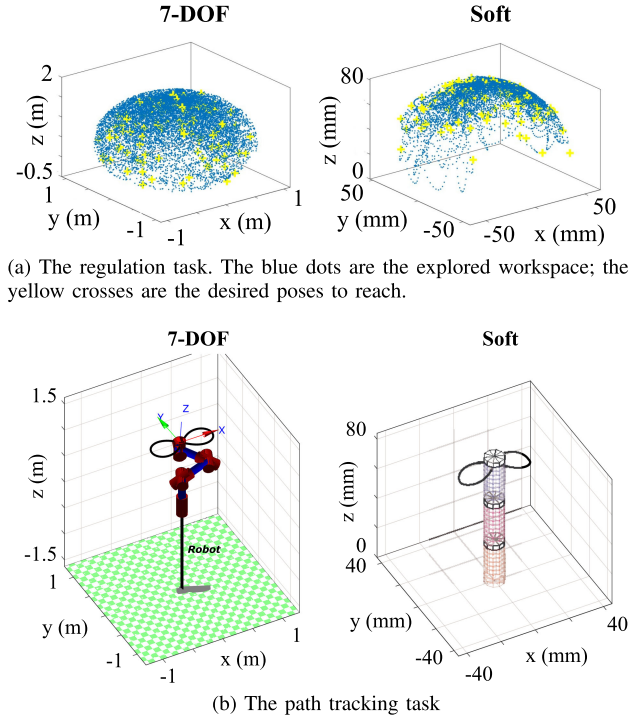 7-DOF
Soft
2
z (m)
-0.5
1
y (m)
-1
-1
x (m)
1
80
z (mm)
0
50
y (mm)
-50
-50
x (mm)
50
(a) The regulation task. The blue dots are the explored workspace; the
yellow crosses are the desired poses to reach.
7-DOF
Soft
1.5
z (m)
-1.5
1
y (m)
-1
-1
x (m)
1
Y
Z
X
Robot
80
z (mm)
0
40
y (mm)
-40
-40
x (mm)
40
(b) The path tracking task